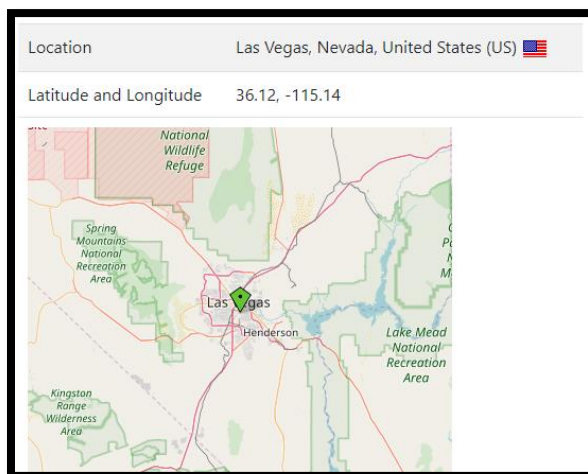 Location Las Vegas, Nevada, United States (US)
Latitude and Longitude 36.12, -115.14
Site
National
Wildlife
Refuge
Spring
Mountains
National
Recreation
Area
Las Vegas
Henderson
Lake Mead
National
Recreation
Area
Kingston
Range
Wilderness
Area